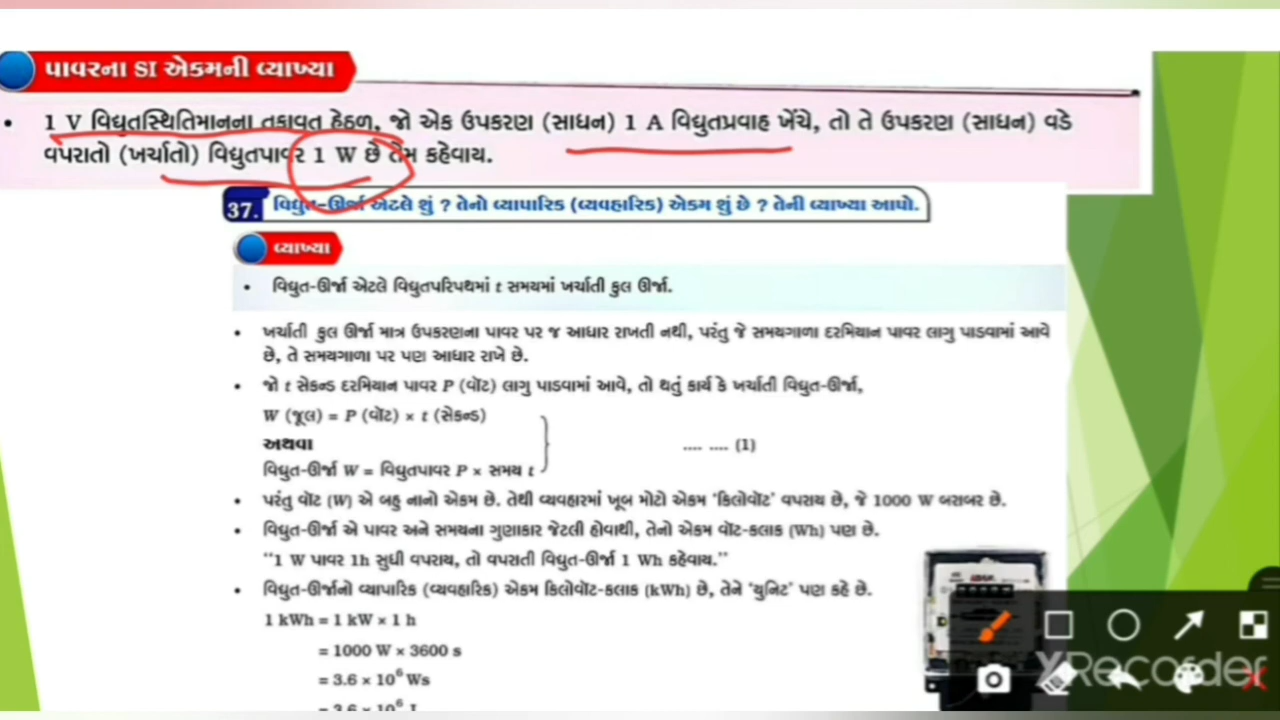 પાવરના SI એકમની વ્યાખ્યા
• 1 V વિદ્યુતસ્થિતિમાનના તફાવત હેઠળ, જો એક ઉપકરણ (સાધન) 1 A વિદ્યુતપ્રવાહ ખેંચે, તો તે ઉપકરણ (સાધન) વડે
વપરાતો (ખર્ચાતો) વિદ્યુતપાવર 1 W છે તેમ કહેવાય.
37. વિદ્યુત-ઊર્જા એટલે શું ? તેનો વ્યાપારિક (વ્યવહારિક) એકમ શું છે ? તેની વ્યાખ્યા આપો.
વ્યાખ્યા
• વિદ્યુત-ઊર્જા એટલે વિદ્યુતપરિપથમાં t સમયમાં ખર્ચાતી કુલ ઊર્જા.
• ખર્ચાતી કુલ ઊર્જા માત્ર ઉપકરણના પાવર પર જ આધાર રાખતી નથી, પરંતુ જે સમયગાળા દરમિયાન પાવર લાગુ પાડવામાં આવે
છે, તે સમયગાળા પર પણ આધાર રાખે છે.
• જો t સેકન્ડ દરમિયાન પાવર P (વૉટ) લાગુ પાડવામાં આવે, તો થતું કાર્ય કે ખર્ચાતી વિદ્યુત-ઊર્જા,
W (જૂલ) = P (વૉટ) × t (સેકન્ડ)
અથવા .... .... (1)
વિદ્યુત-ઊર્જા W = વિદ્યુતપાવર P × સમય t
• પરંતુ વૉટ (W) એ બહુ નાનો એકમ છે. તેથી વ્યવહારમાં ખૂબ મોટો એકમ 'કિલોવૉટ' વપરાય છે, જે 1000 W બરાબર છે.
• વિદ્યુત-ઊર્જા એ પાવર અને સમયના ગુણાકાર જેટલી હોવાથી, તેનો એકમ વૉટ-કલાક (Wh) પણ છે.
"1 W પાવર 1h સુધી વપરાય, તો વપરાતી વિદ્યુત-ઊર્જા 1 Wh કહેવાય."
• વિદ્યુત-ઊર્જાનો વ્યાપારિક (વ્યવહારિક) એકમ કિલોવૉટ-કલાક (kWh) છે, તેને 'યુનિટ' પણ કહે છે.
1 kWh = 1 kW × 1 h
= 1000 W × 3600 s
= 3.6 × 10⁶ Ws
= 3.6 × 10⁶ J
XRecorder